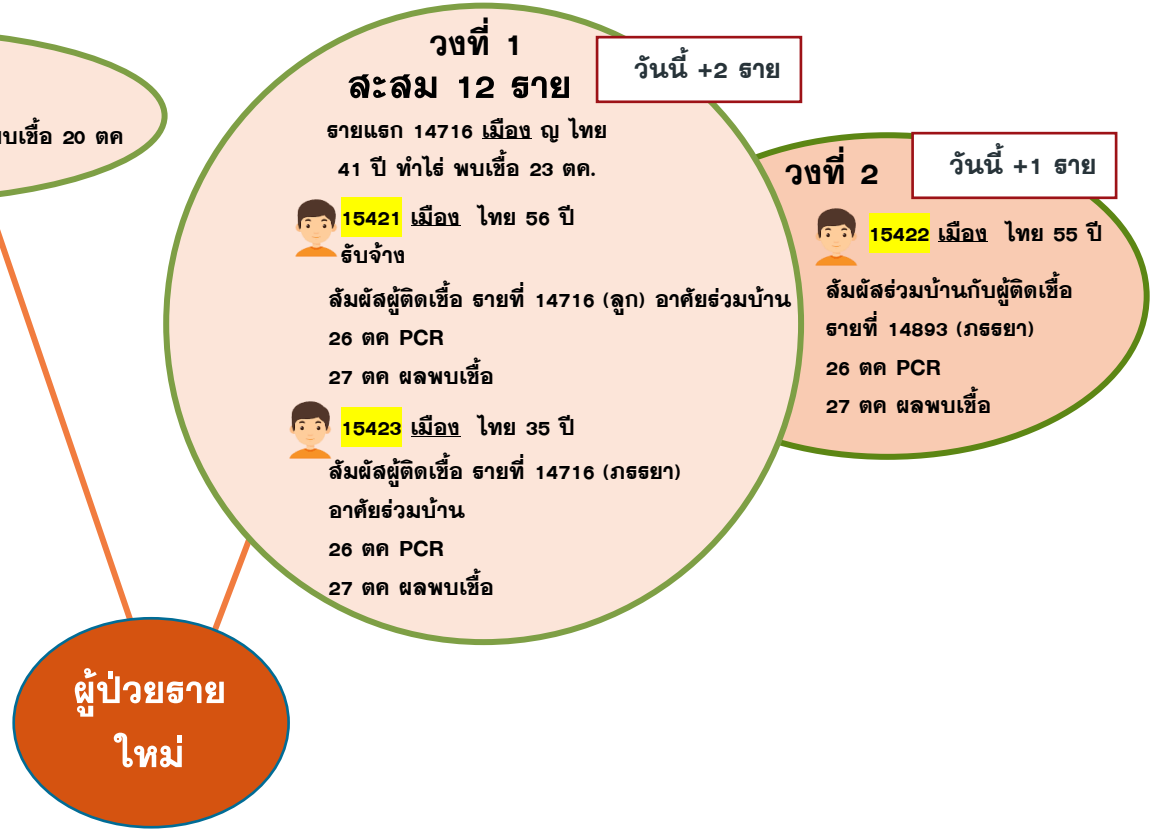 พบเชื้อ 20 ตค
วงที่ 1
สะสม 12 ราย
วันนี้ +2 ราย
รายแรก 14716 เมือง ญ ไทย
41 ปี ทำไร่ พบเชื้อ 23 ตค.
15421 เมือง ไทย 56 ปี
รับจ้าง
สัมผัสผู้ติดเชื้อ รายที่ 14716 (ลูก) อาศัยร่วมบ้าน
26 ตค PCR
27 ตค ผลพบเชื้อ
15423 เมือง ไทย 35 ปี
สัมผัสผู้ติดเชื้อ รายที่ 14716 (ภรรยา)
อาศัยร่วมบ้าน
26 ตค PCR
27 ตค ผลพบเชื้อ
วงที่ 2
วันนี้ +1 ราย
15422 เมือง ไทย 55 ปี
สัมผัสร่วมบ้านกับผู้ติดเชื้อ
รายที่ 14893 (ภรรยา)
26 ตค PCR
27 ตค ผลพบเชื้อ
ผู้ป่วยราย
ใหม่